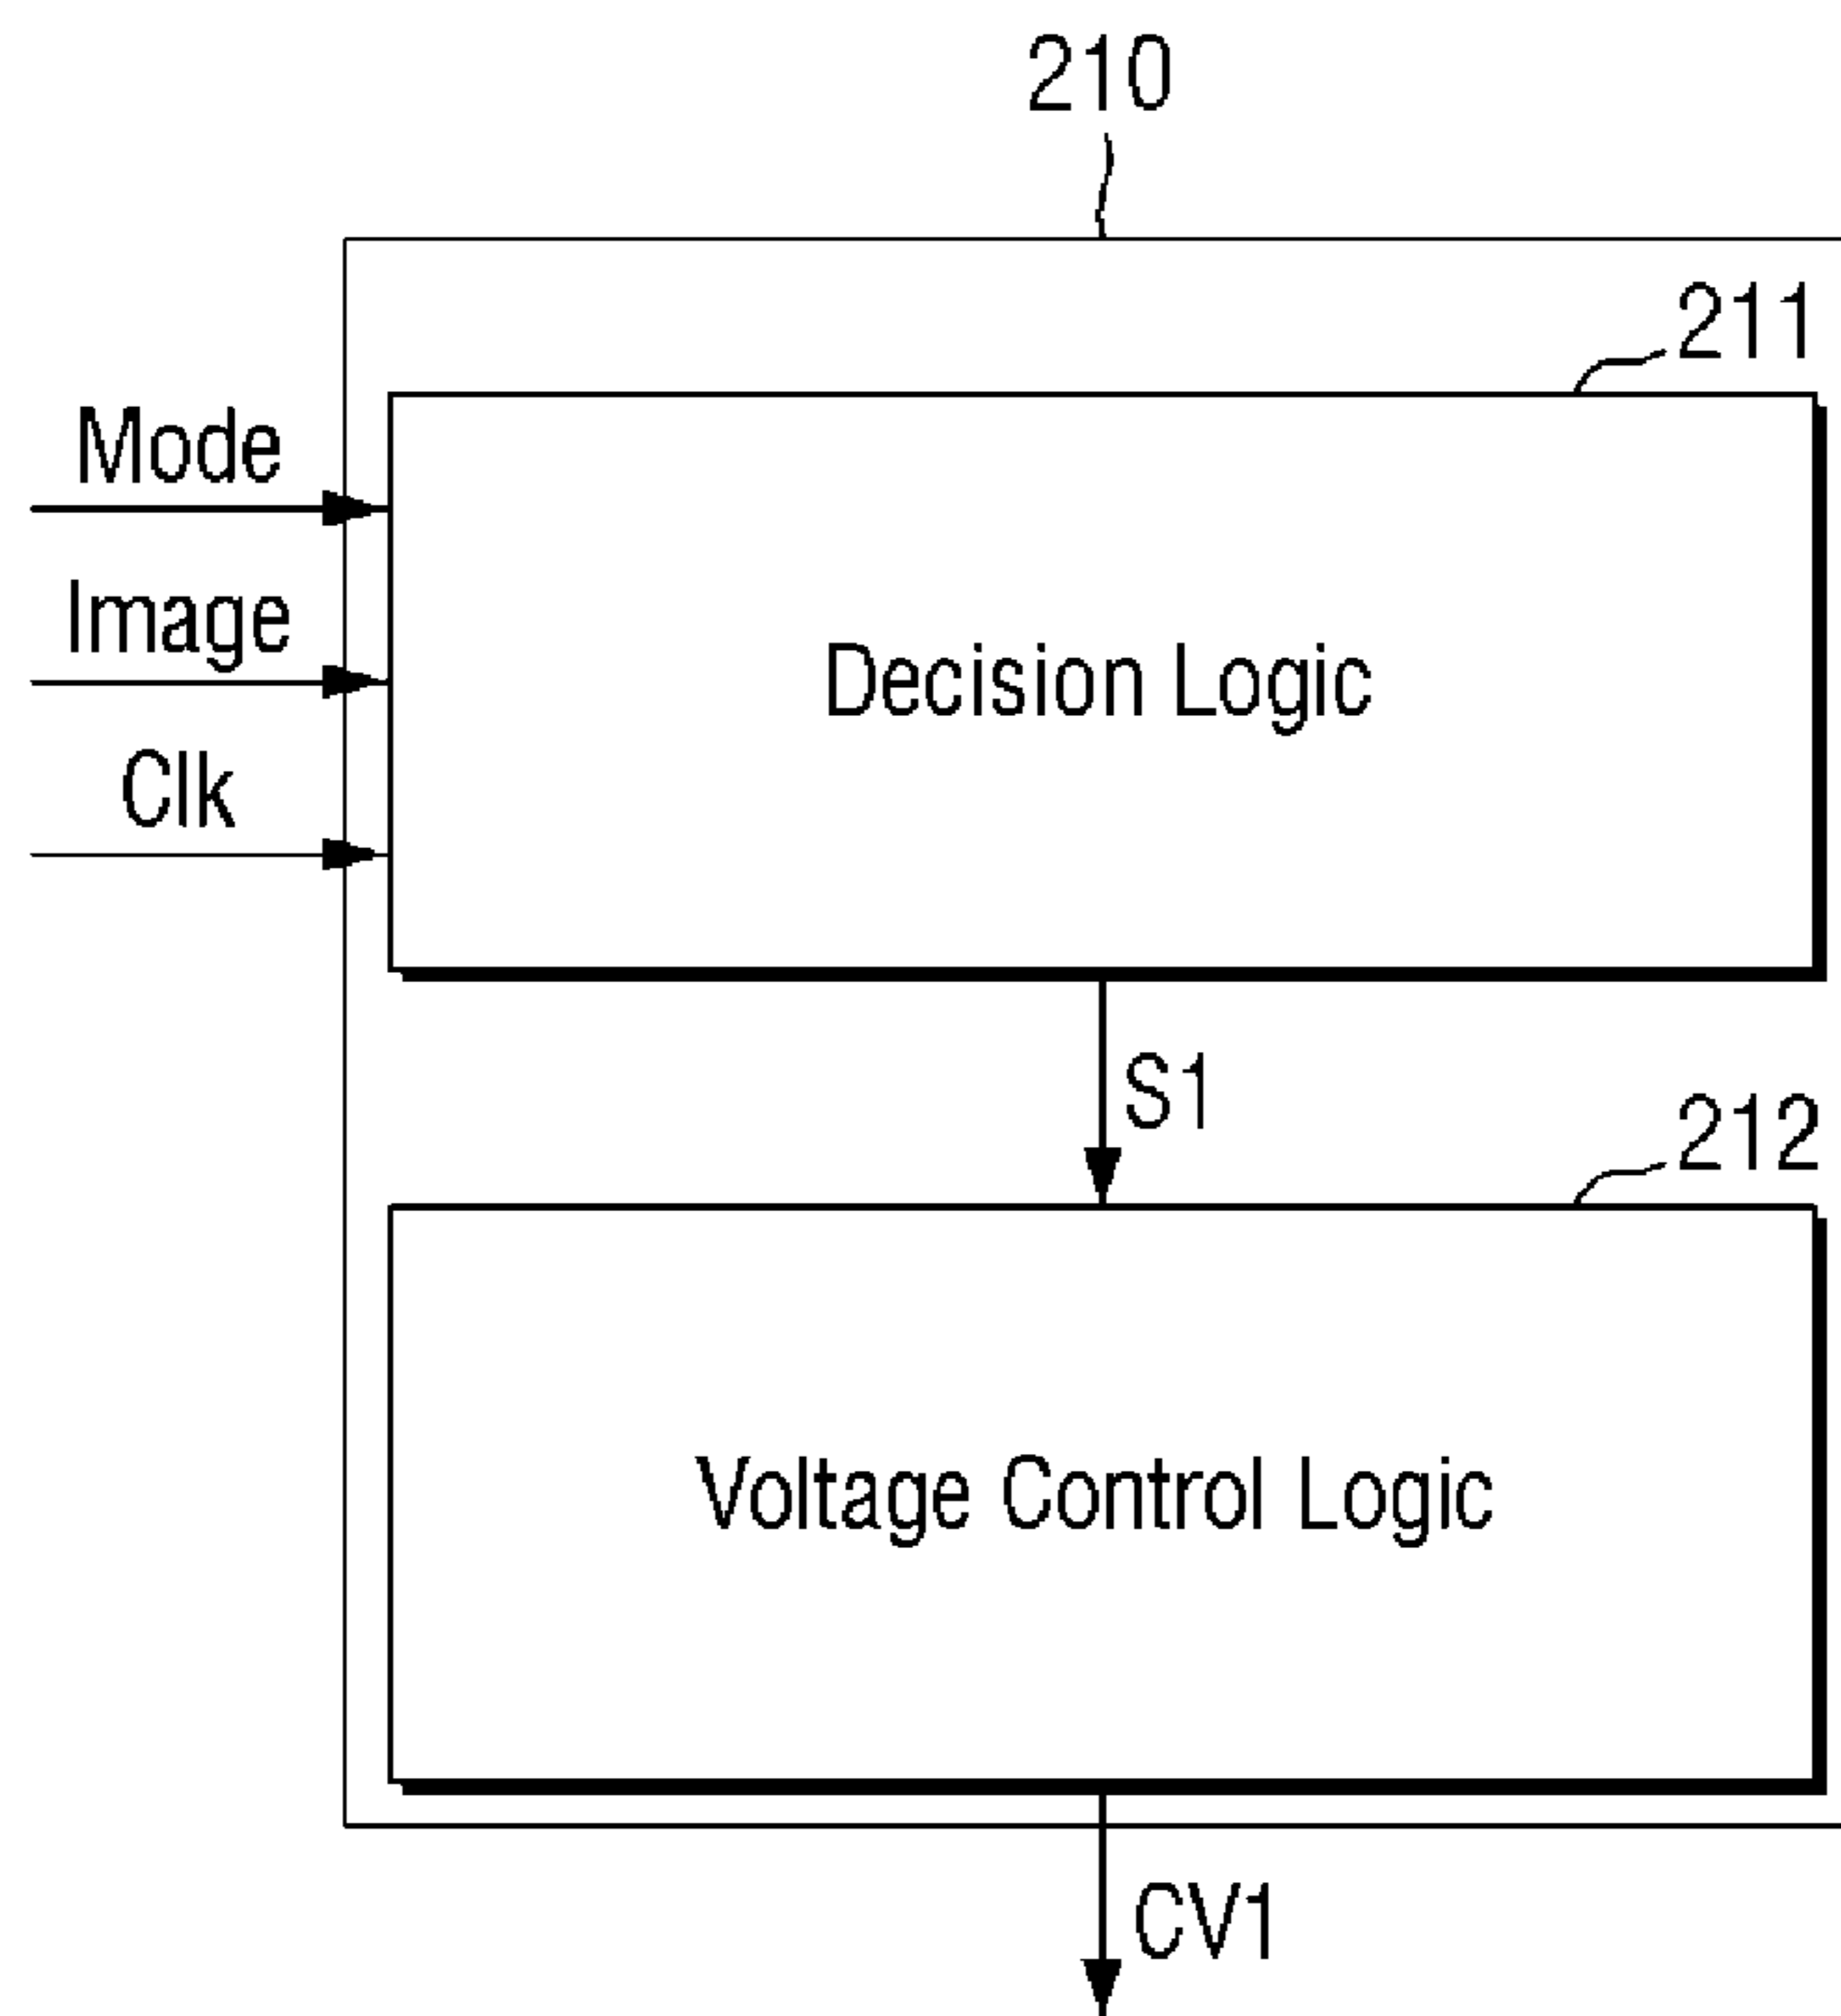 210
211
Mode
Image
Clk
Decision Logic
S1
212
Voltage Control Logic
CV1